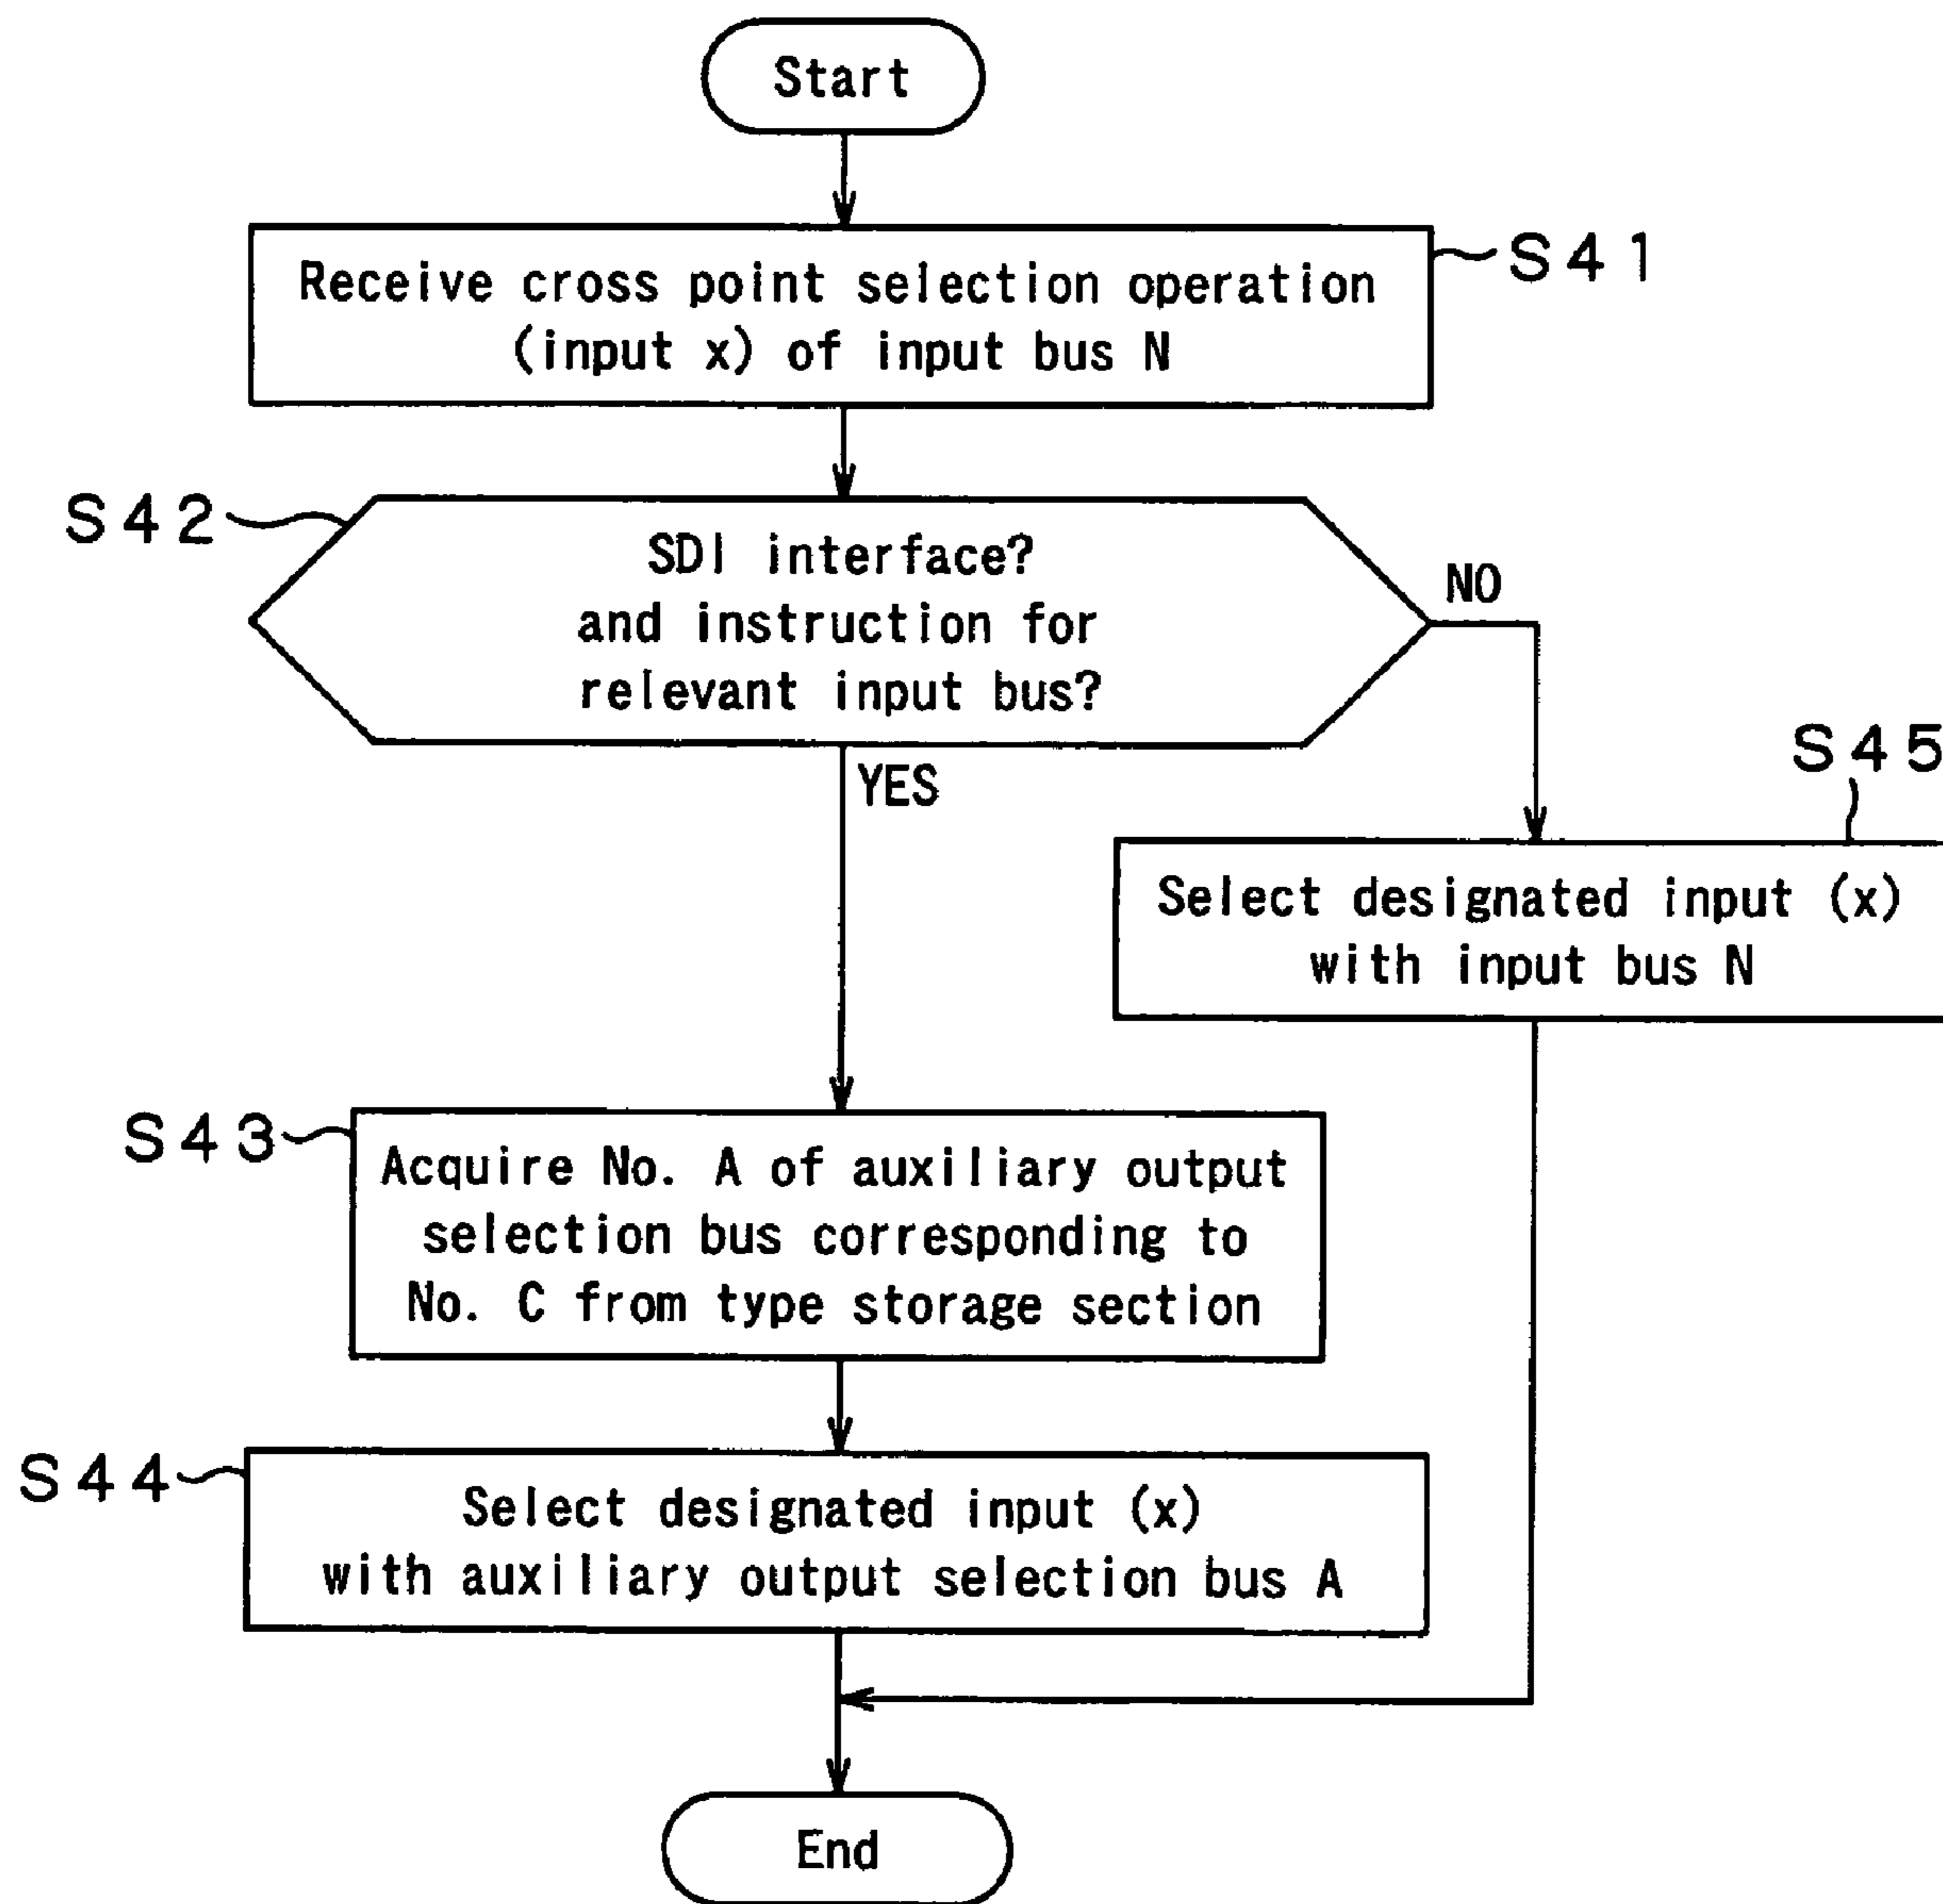 Start
Receive cross point selection operation
(input x) of input bus N
S41
S42
SDI interface?
and instruction for
relevant input bus?
NO
YES
S45
Select designated input (x)
with input bus N
S43
Acquire No. A of auxiliary output
selection bus corresponding to
No. C from type storage section
S44
Select designated input (x)
with auxiliary output selection bus A
End